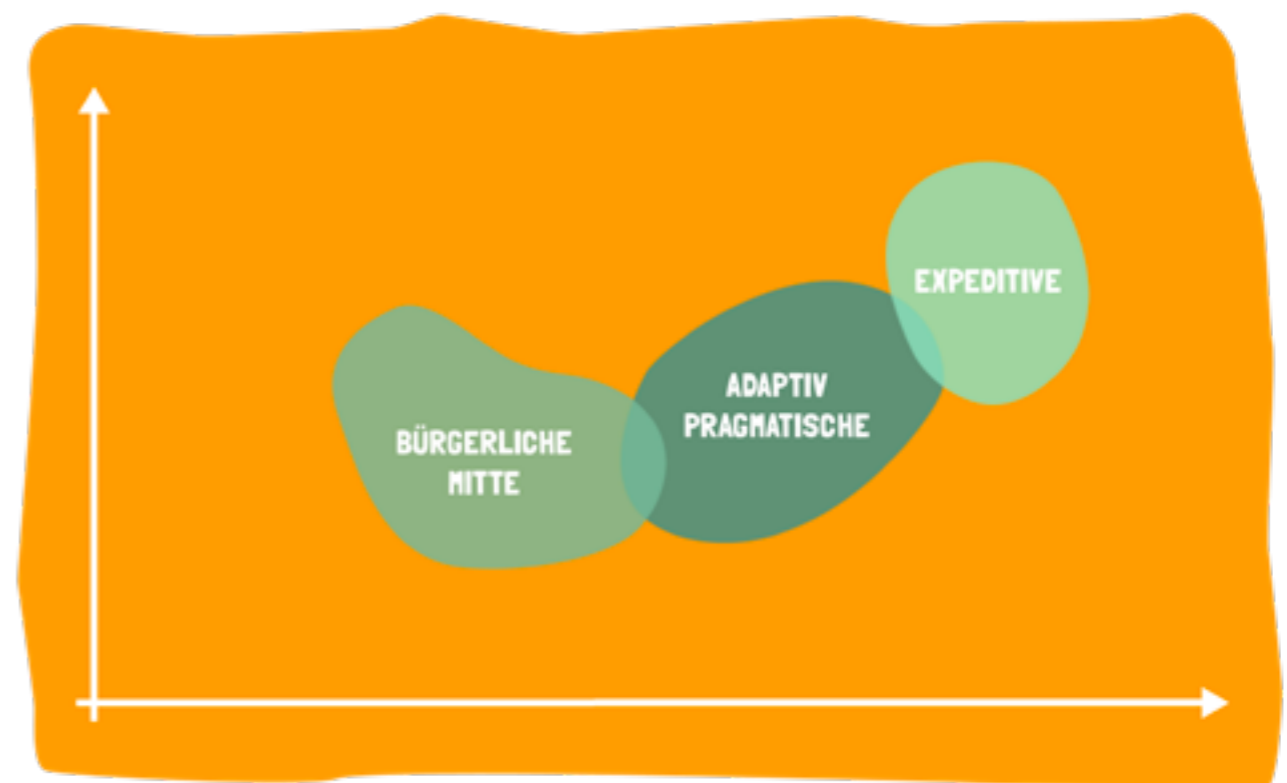 EXPEDITIVE
ADAPTIV
PRAGMATISCHE
BÜRGERLICHE
MITTE